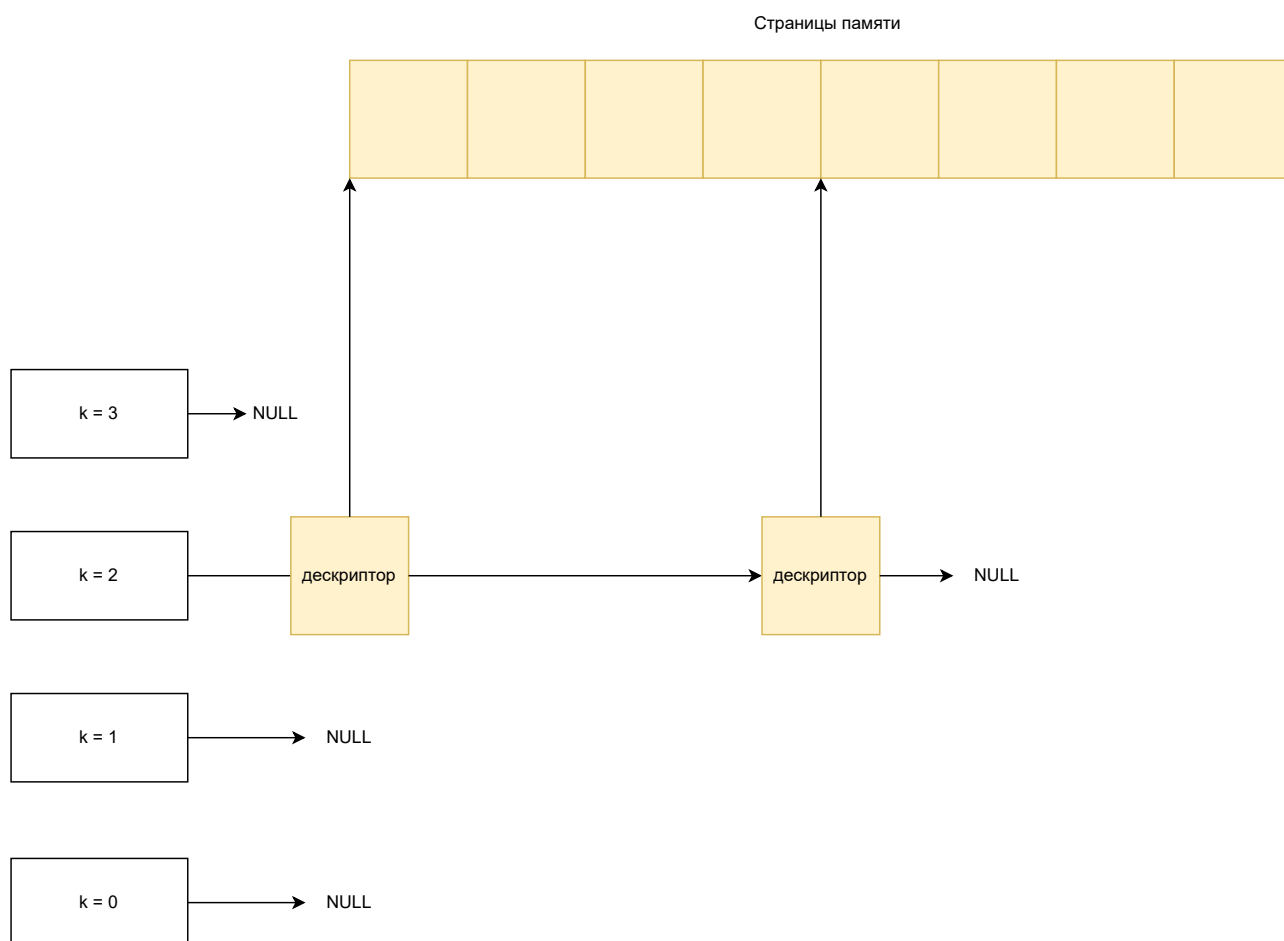 Страницы памяти
k = 3
NULL
k = 2
дескриптор
дескриптор
NULL
k = 1
NULL
k = 0
NULL